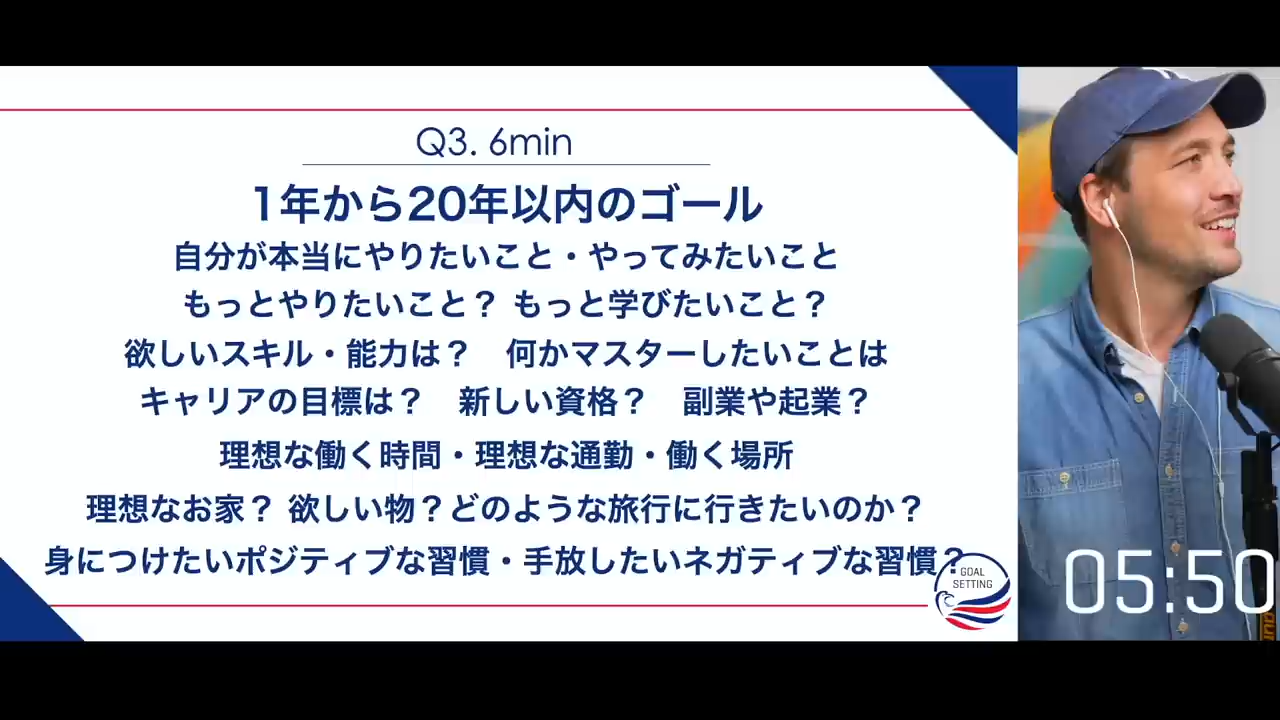 Q3. 6min
1年から20年以内のゴール
自分が本当にやりたいこと・やってみたいこと
もっとやりたいこと？ もっと学びたいこと？
欲しいスキル・能力は？　何かマスターしたいことは
キャリアの目標は？　新しい資格？　副業や起業？
理想な働く時間・理想な通勤・働く場所
理想なお家？ 欲しい物？どのような旅行に行きたいのか？
身につけたいポジティブな習慣・手放したいネガティブな習慣？
GOAL
SETTING
05:50